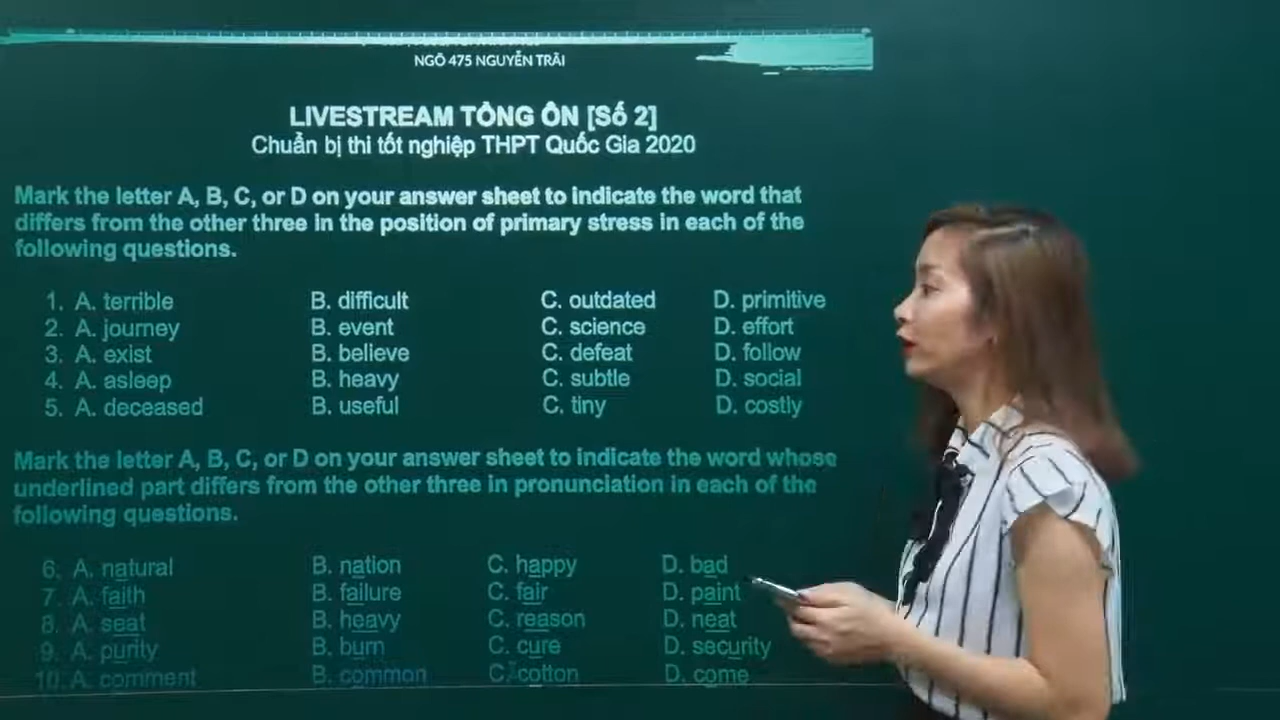 NGÕ 475 NGUYỄN TRÃI
LIVESTREAM TỔNG ÔN [Số 2]
Chuẩn bị thi tốt nghiệp THPT Quốc Gia 2020
Mark the letter A, B, C, or D on your answer sheet to indicate the word that
differs from the other three in the position of primary stress in each of the
following questions.
1. A. terrible B. difficult C. outdated D. primitive
2. A. journey B. event C. science D. effort
3. A. exist B. believe C. defeat D. follow
4. A. asleep B. heavy C. subtle D. social
5. A. deceased B. useful C. tiny D. costly
Mark the letter A, B, C, or D on your answer sheet to indicate the word whose
underlined part differs from the other three in pronunciation in each of the
following questions.
6. A. natural B. nation C. happy D. bad
7. A. faith B. failure C. fair D. paint
8. A. seat B. heavy C. reason D. neat
9. A. purity B. burn C. cure D. security
10. A. comment B. common C. cotton D. come